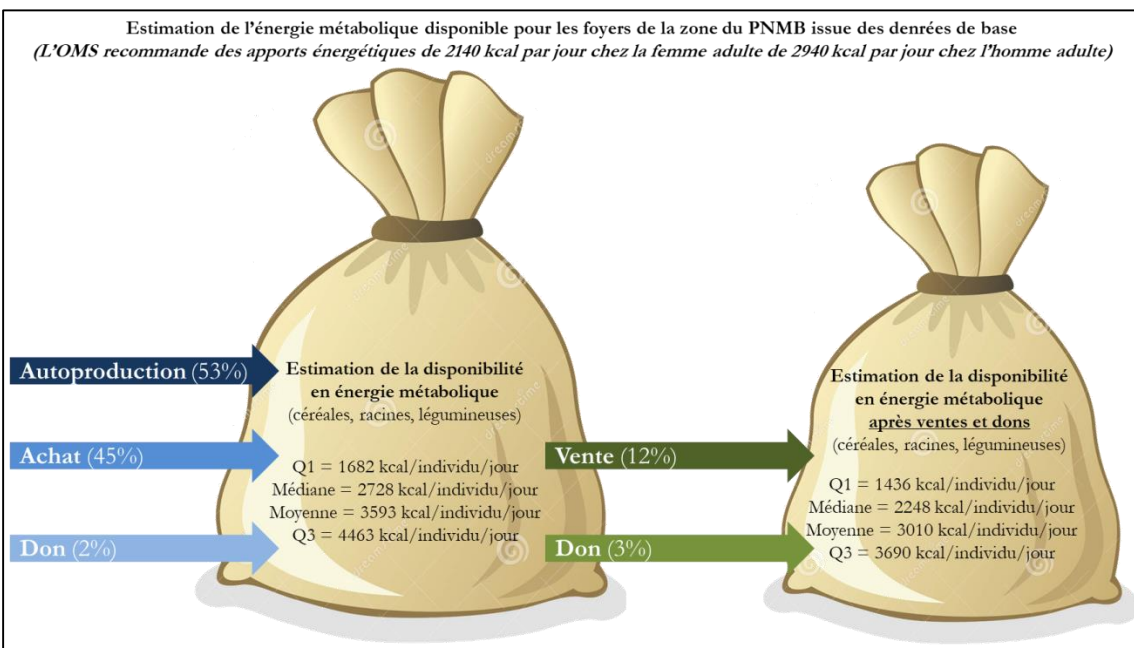 Estimation de l'énergie métabolique disponible pour les foyers de la zone du PNMB issue des denrées de base
(L'OMS recommande des apports énergétiques de 2140 kcal par jour chez la femme adulte de 2940 kcal par jour chez l'homme adulte)
Autoproduction (53%)
Achat (45%)
Don (2%)
Estimation de la disponibilité
en énergie métabolique
(céréales, racines, légumineuses)
Q1 = 1682 kcal/individu/jour
Médiane = 2728 kcal/individu/jour
Moyenne = 3593 kcal/individu/jour
Q3 = 4463 kcal/individu/jour
Vente (12%)
Don (3%)
Estimation de la disponibilité
en énergie métabolique
après ventes et dons
(céréales, racines, légumineuses)
Q1 = 1436 kcal/individu/jour
Médiane = 2248 kcal/individu/jour
Moyenne = 3010 kcal/individu/jour
Q3 = 3690 kcal/individu/jour